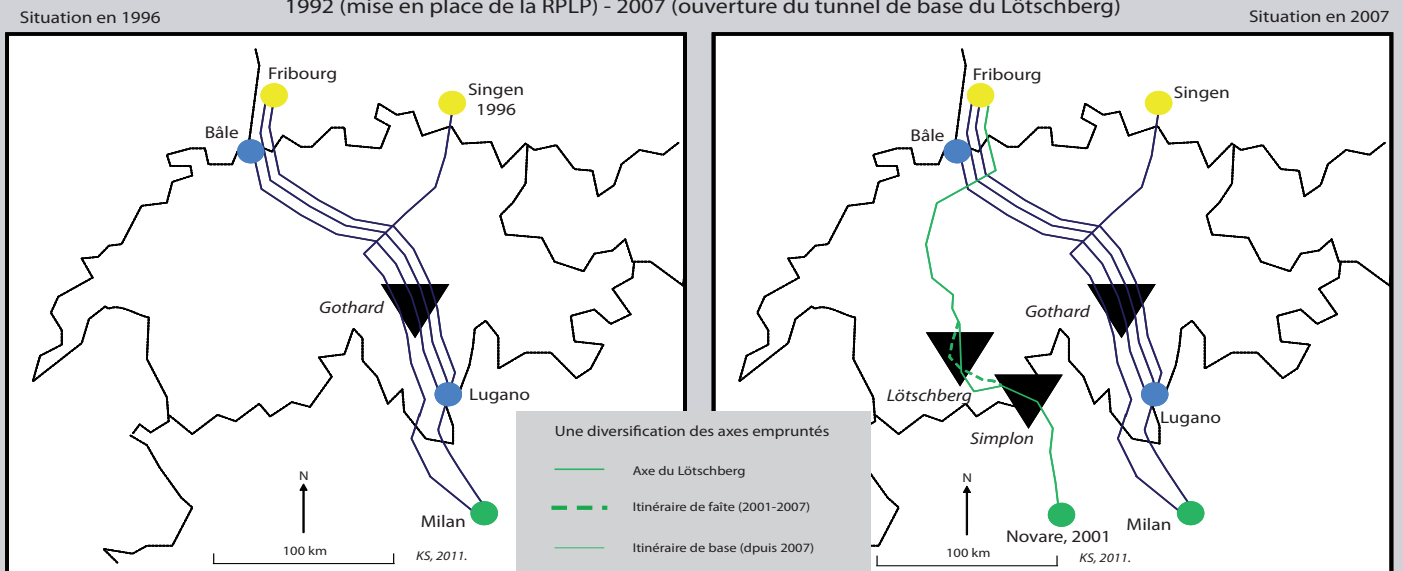 1992 (mise en place de la RPLP) - 2007 (ouverture du tunnel de base du Lötschberg)
Situation en 1996
Situation en 2007
Fribourg
Singen
1996
Bâle
Gothard
Lugano
Milan
N
100 km
KS, 2011.
Fribourg
Singen
Bâle
Gothard
Lötschberg
Simplon
Lugano
Novare, 2001
Milan
N
100 km
KS, 2011.
Une diversification des axes empruntés
Axe du Lötschberg
Itinéraire de faîte (2001-2007)
Itinéraire de base (dpuis 2007)